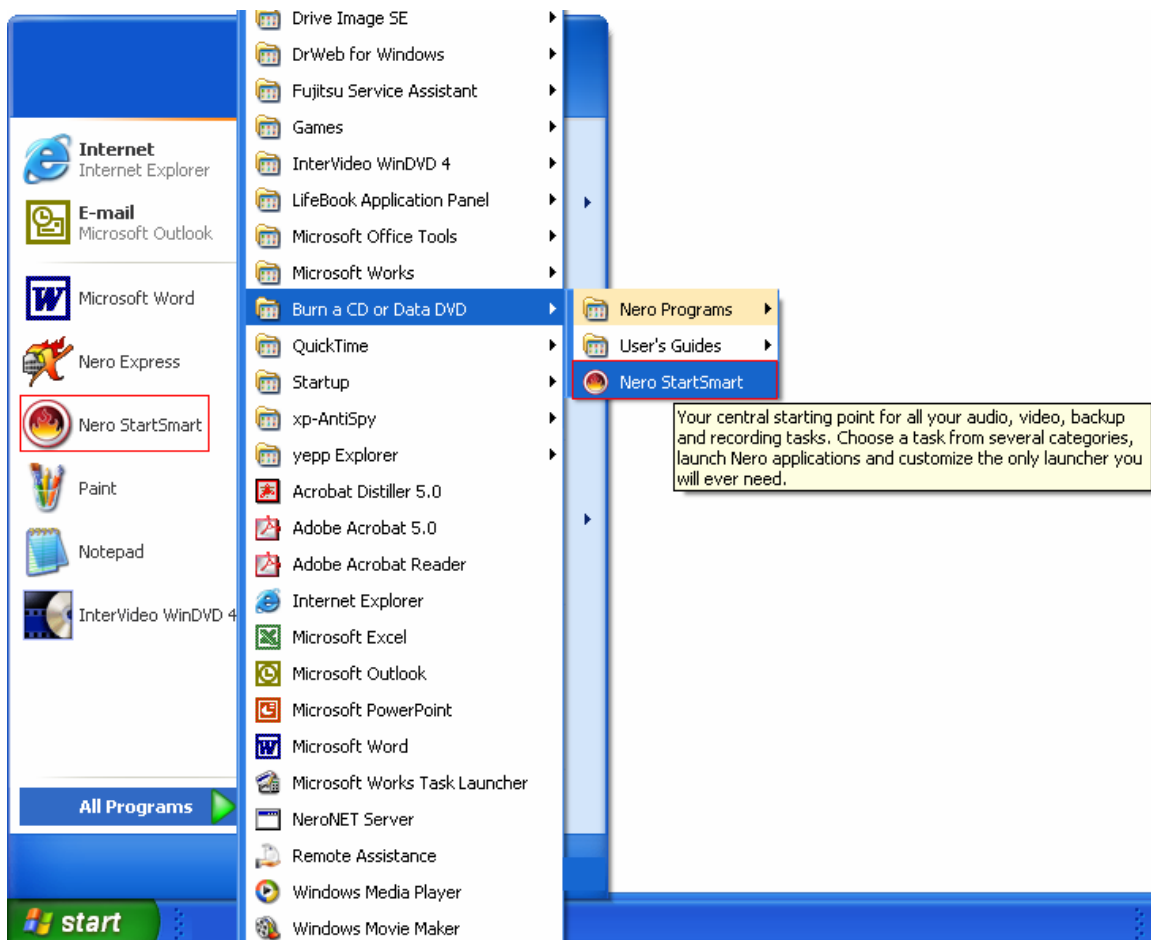 Internet
Internet Explorer
E-mail
Microsoft Outlook
Microsoft Word
Nero Express
Nero StartSmart
Paint
Notepad
InterVideo WinDVD 4
All Programs
start
Drive Image SE
DrWeb for Windows
Fujitsu Service Assistant
Games
InterVideo WinDVD 4
LifeBook Application Panel
Microsoft Office Tools
Microsoft Works
Burn a CD or Data DVD
QuickTime
Startup
xp-AntiSpy
yepp Explorer
Acrobat Distiller 5.0
Adobe Acrobat 5.0
Adobe Acrobat Reader
Internet Explorer
Microsoft Excel
Microsoft Outlook
Microsoft PowerPoint
Microsoft Word
Microsoft Works Task Launcher
NeroNET Server
Remote Assistance
Windows Media Player
Windows Movie Maker
Nero Programs
User's Guides
Nero StartSmart
Your central starting point for all your audio, video, backup
and recording tasks. Choose a task from several categories,
launch Nero applications and customize the only launcher you
will ever need.